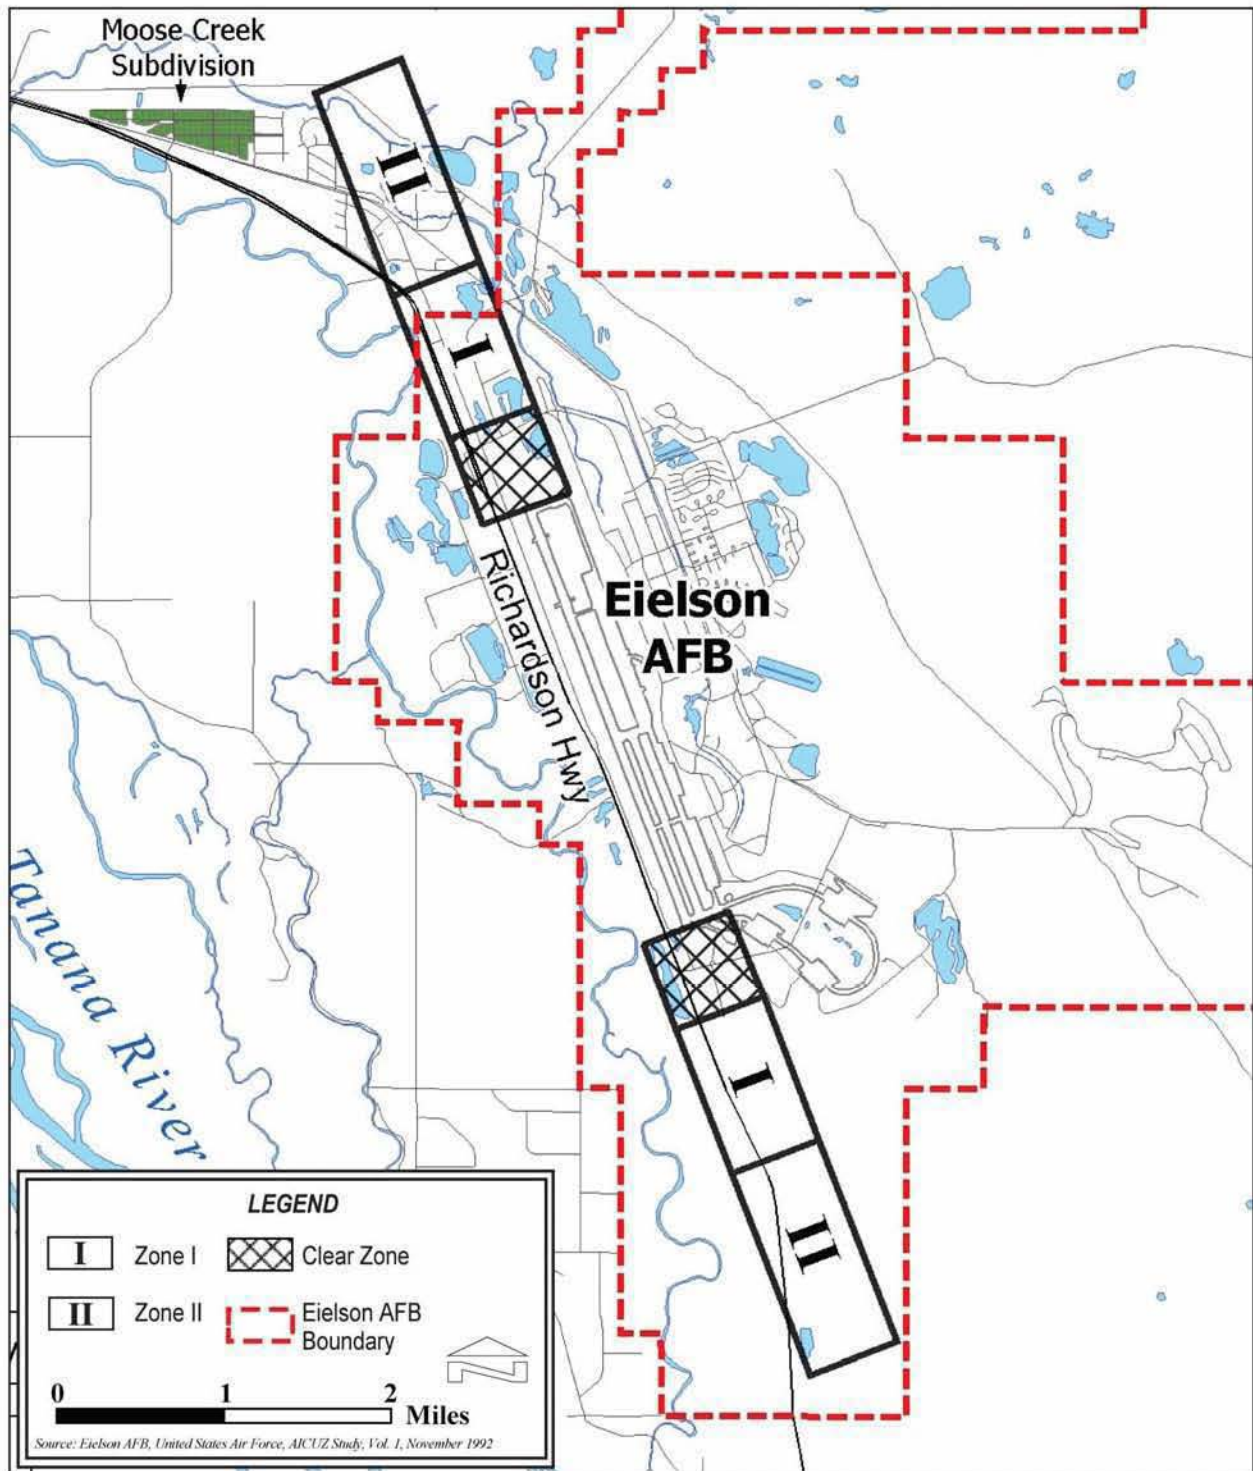 Moose Creek
Subdivision
II
I
Richardson Hwy
Eielson
AFB
Tanana River
I
II
LEGEND
I Zone I Clear Zone
II Zone II Eielson AFB
Boundary
N
0 1 2
Miles
Source: Eielson AFB, United States Air Force, AICUZ Study, Vol. 1, November 1992